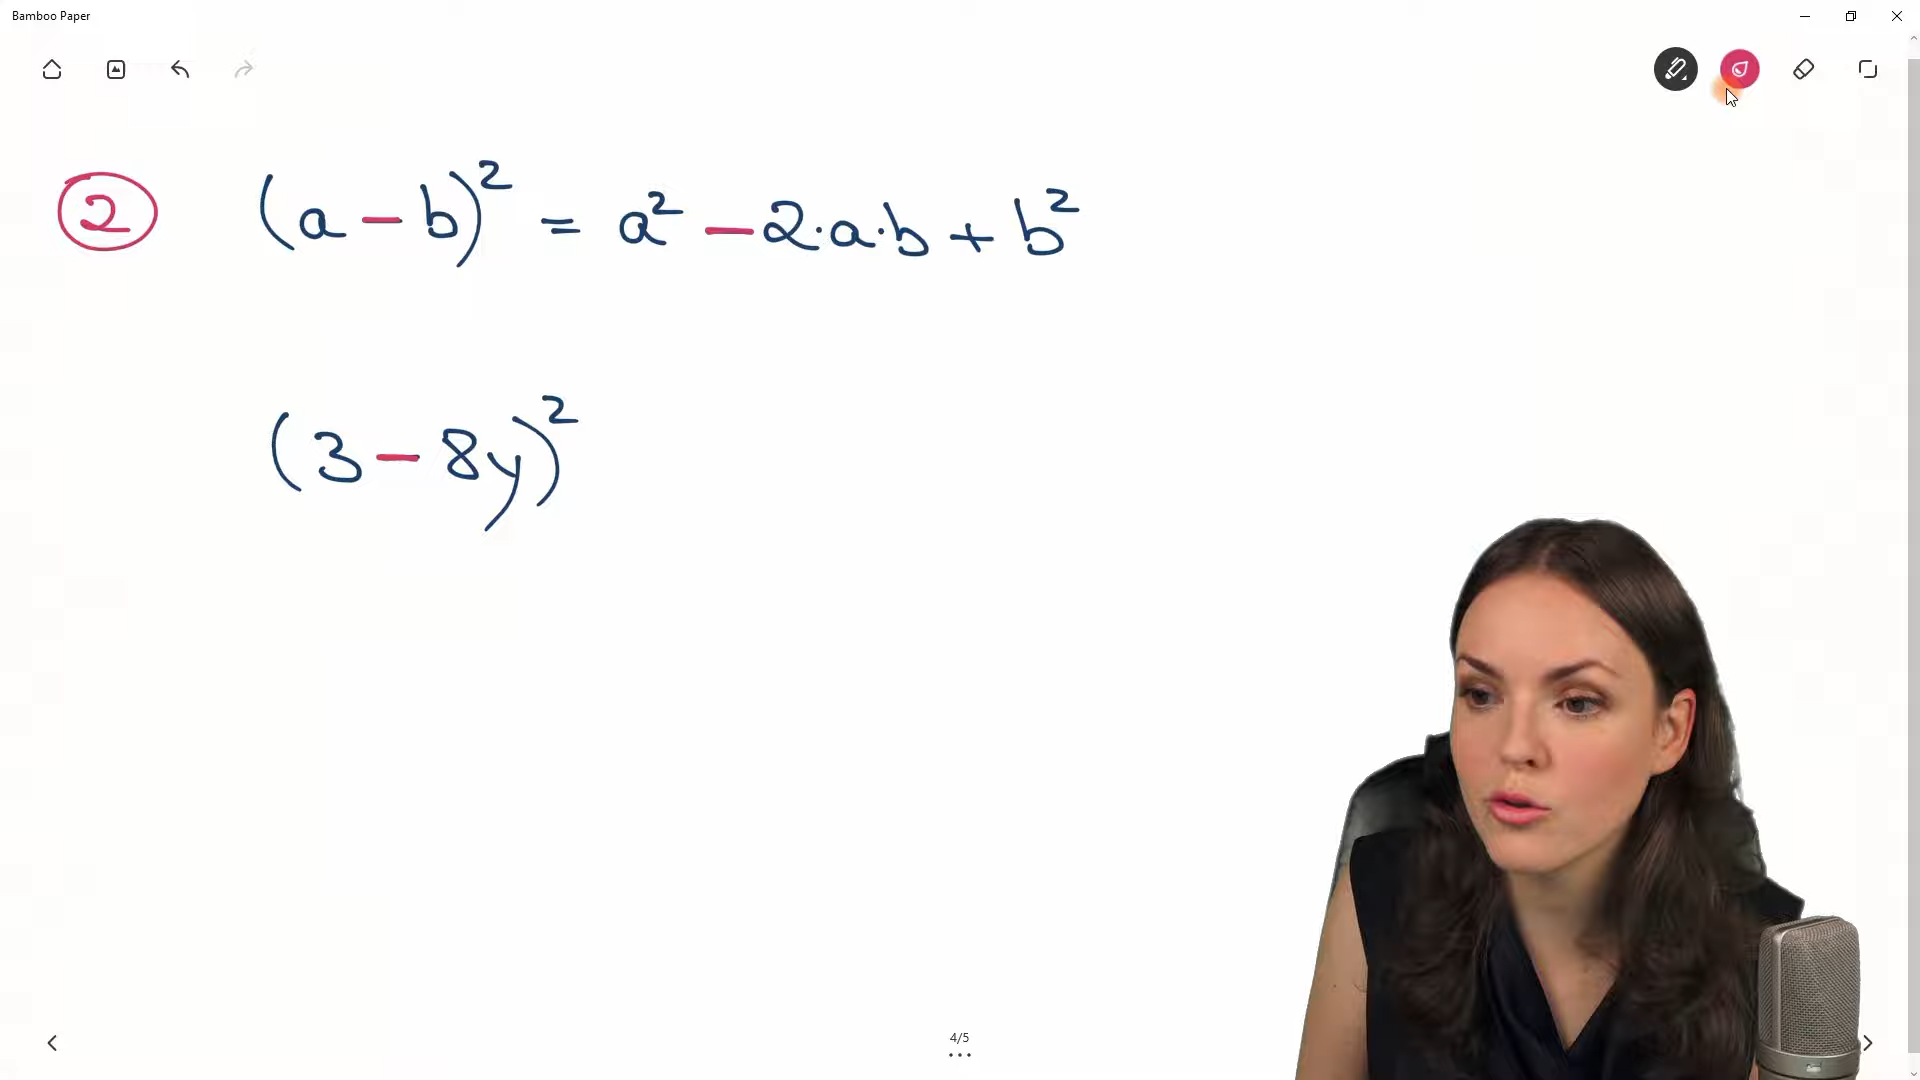 Bamboo Paper
2 (a - b)² = a² - 2·a·b + b²
(3 - 8y)²
4/5